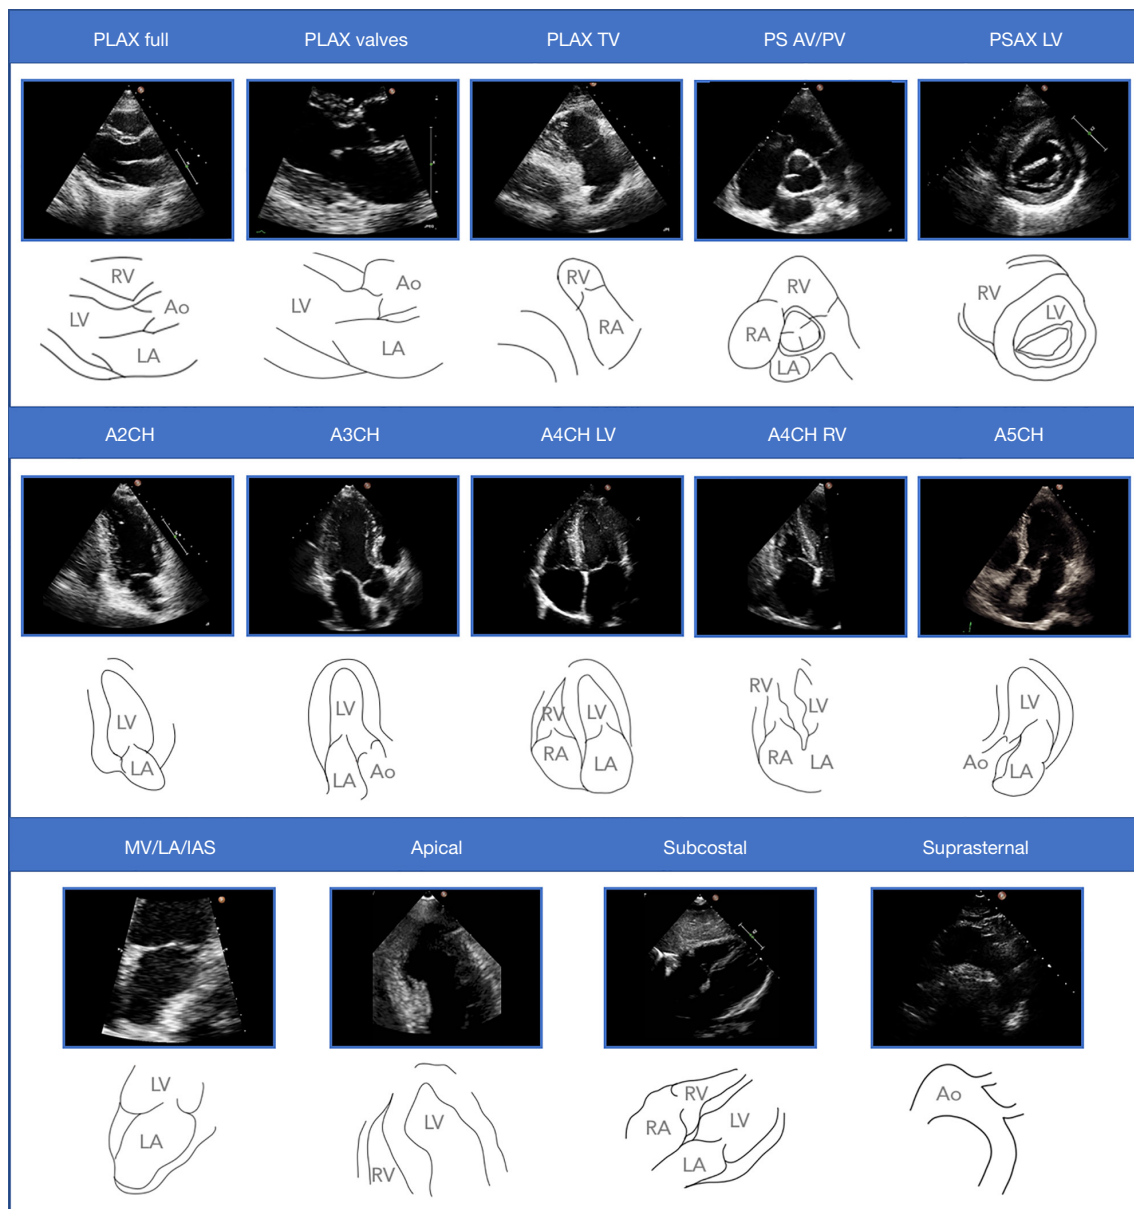 PLAX full PLAX valves PLAX TV PS AV/PV PSAX LV
RV Ao LV LA
Ao LV LA
RV RA
RV RA LA
RV LV
A2CH A3CH A4CH LV A4CH RV A5CH
LV LA
LV LA Ao
RV LV RA LA
RV LV RA LA
LV Ao LA
MV/LA/IAS Apical Subcostal Suprasternal
LV LA
LV RV
RV RA LV LA
Ao